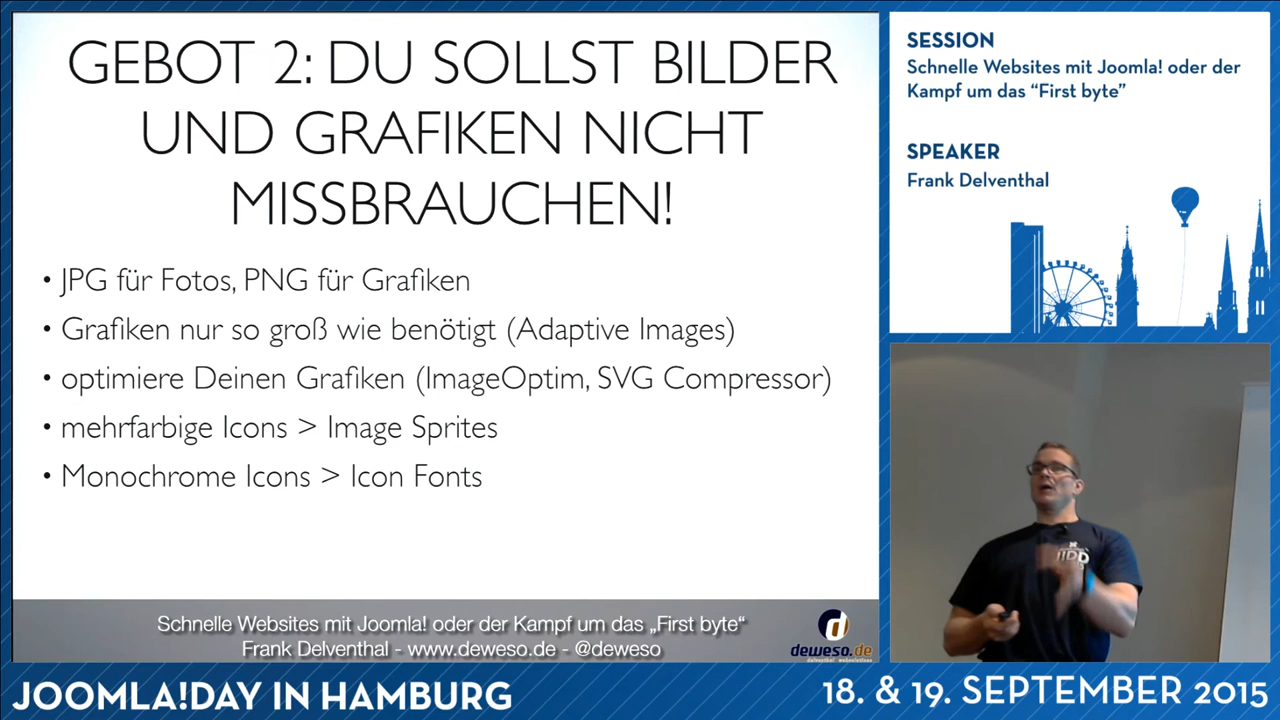 GEBOT 2: DU SOLLST BILDER
UND GRAFIKEN NICHT
MISSBRAUCHEN!
• JPG für Fotos, PNG für Grafiken
• Grafiken nur so groß wie benötigt (Adaptive Images)
• optimiere Deinen Grafiken (ImageOptim, SVG Compressor)
• mehrfarbige Icons > Image Sprites
• Monochrome Icons > Icon Fonts
Schnelle Websites mit Joomla! oder der Kampf um das „First byte“
Frank Delventhal - www.deweso.de - @deweso
deweso.de
delventhal websolutions
SESSION
Schnelle Websites mit Joomla! oder der
Kampf um das “First byte”
SPEAKER
Frank Delventhal
JOOMLA!DAY IN HAMBURG
18. & 19. SEPTEMBER 2015